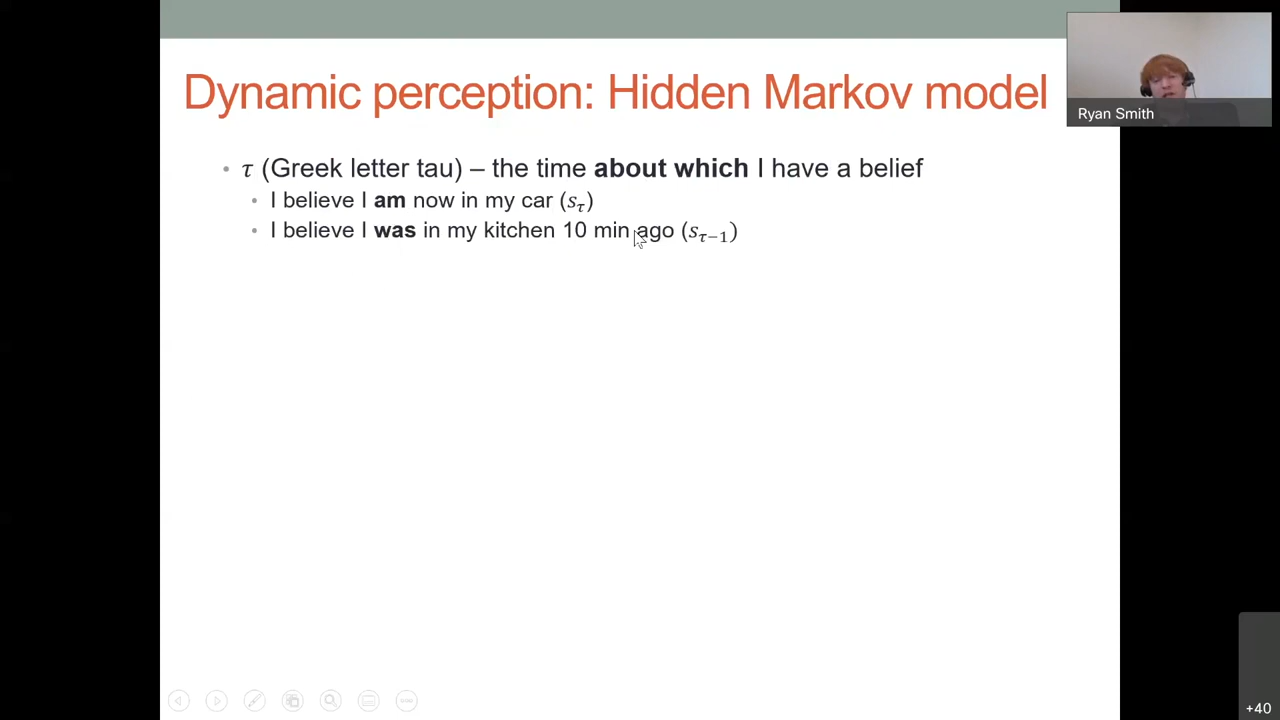 Dynamic perception: Hidden Markov model
Ryan Smith
• τ (Greek letter tau) – the time about which I have a belief
• I believe I am now in my car (s_τ)
• I believe I was in my kitchen 10 min ago (s_{τ−1})
+40